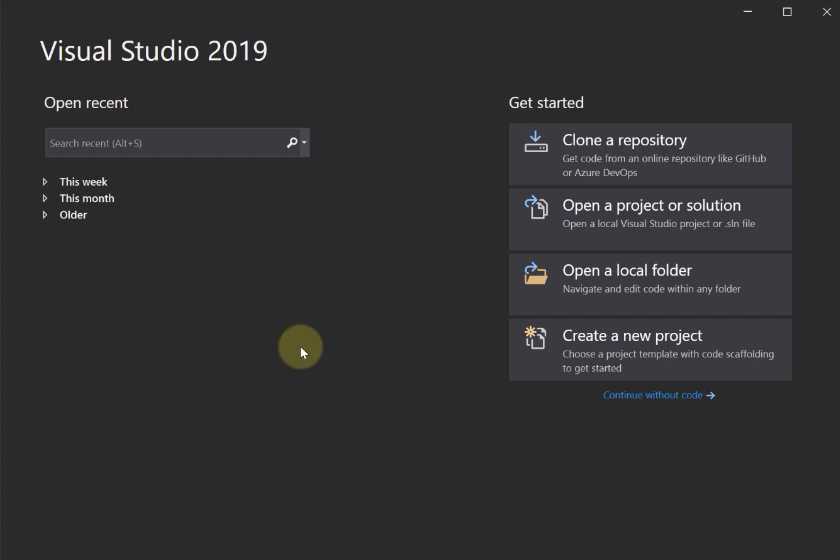 Visual Studio 2019
Open recent
Search recent (Alt+S)
This week
This month
Older
Get started
Clone a repository
Get code from an online repository like GitHub
or Azure DevOps
Open a project or solution
Open a local Visual Studio project or .sln file
Open a local folder
Navigate and edit code within any folder
Create a new project
Choose a project template with code scaffolding
to get started
Continue without code →